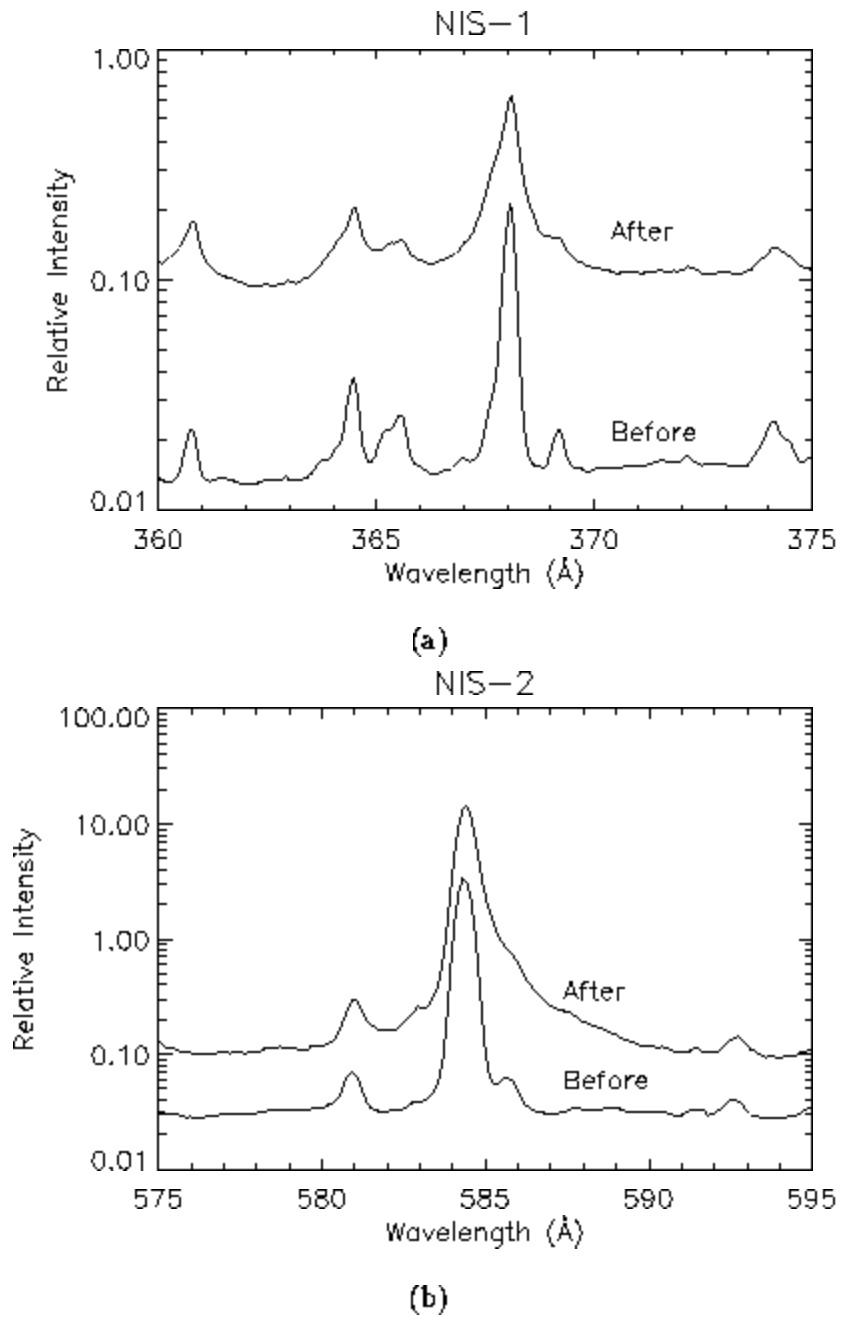 NIS-1
1.00
0.10
0.01
Relative Intensity
After
Before
360
365
370
375
Wavelength (Å)
(a)
NIS-2
100.00
10.00
1.00
0.10
0.01
Relative Intensity
After
Before
575
580
585
590
595
Wavelength (Å)
(b)